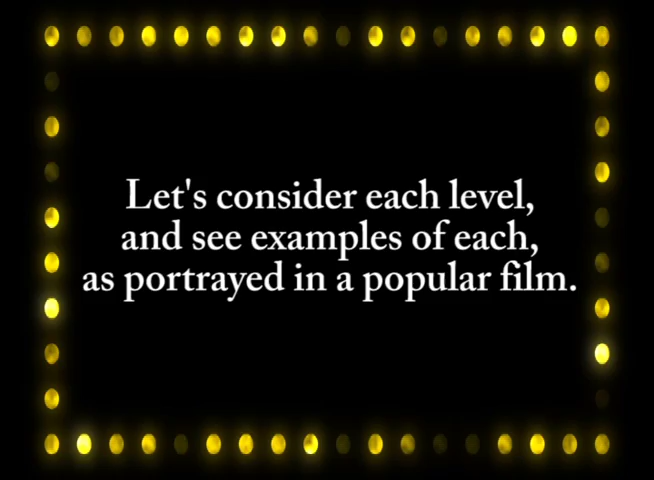 Let's consider each level,
and see examples of each,
as portrayed in a popular film.